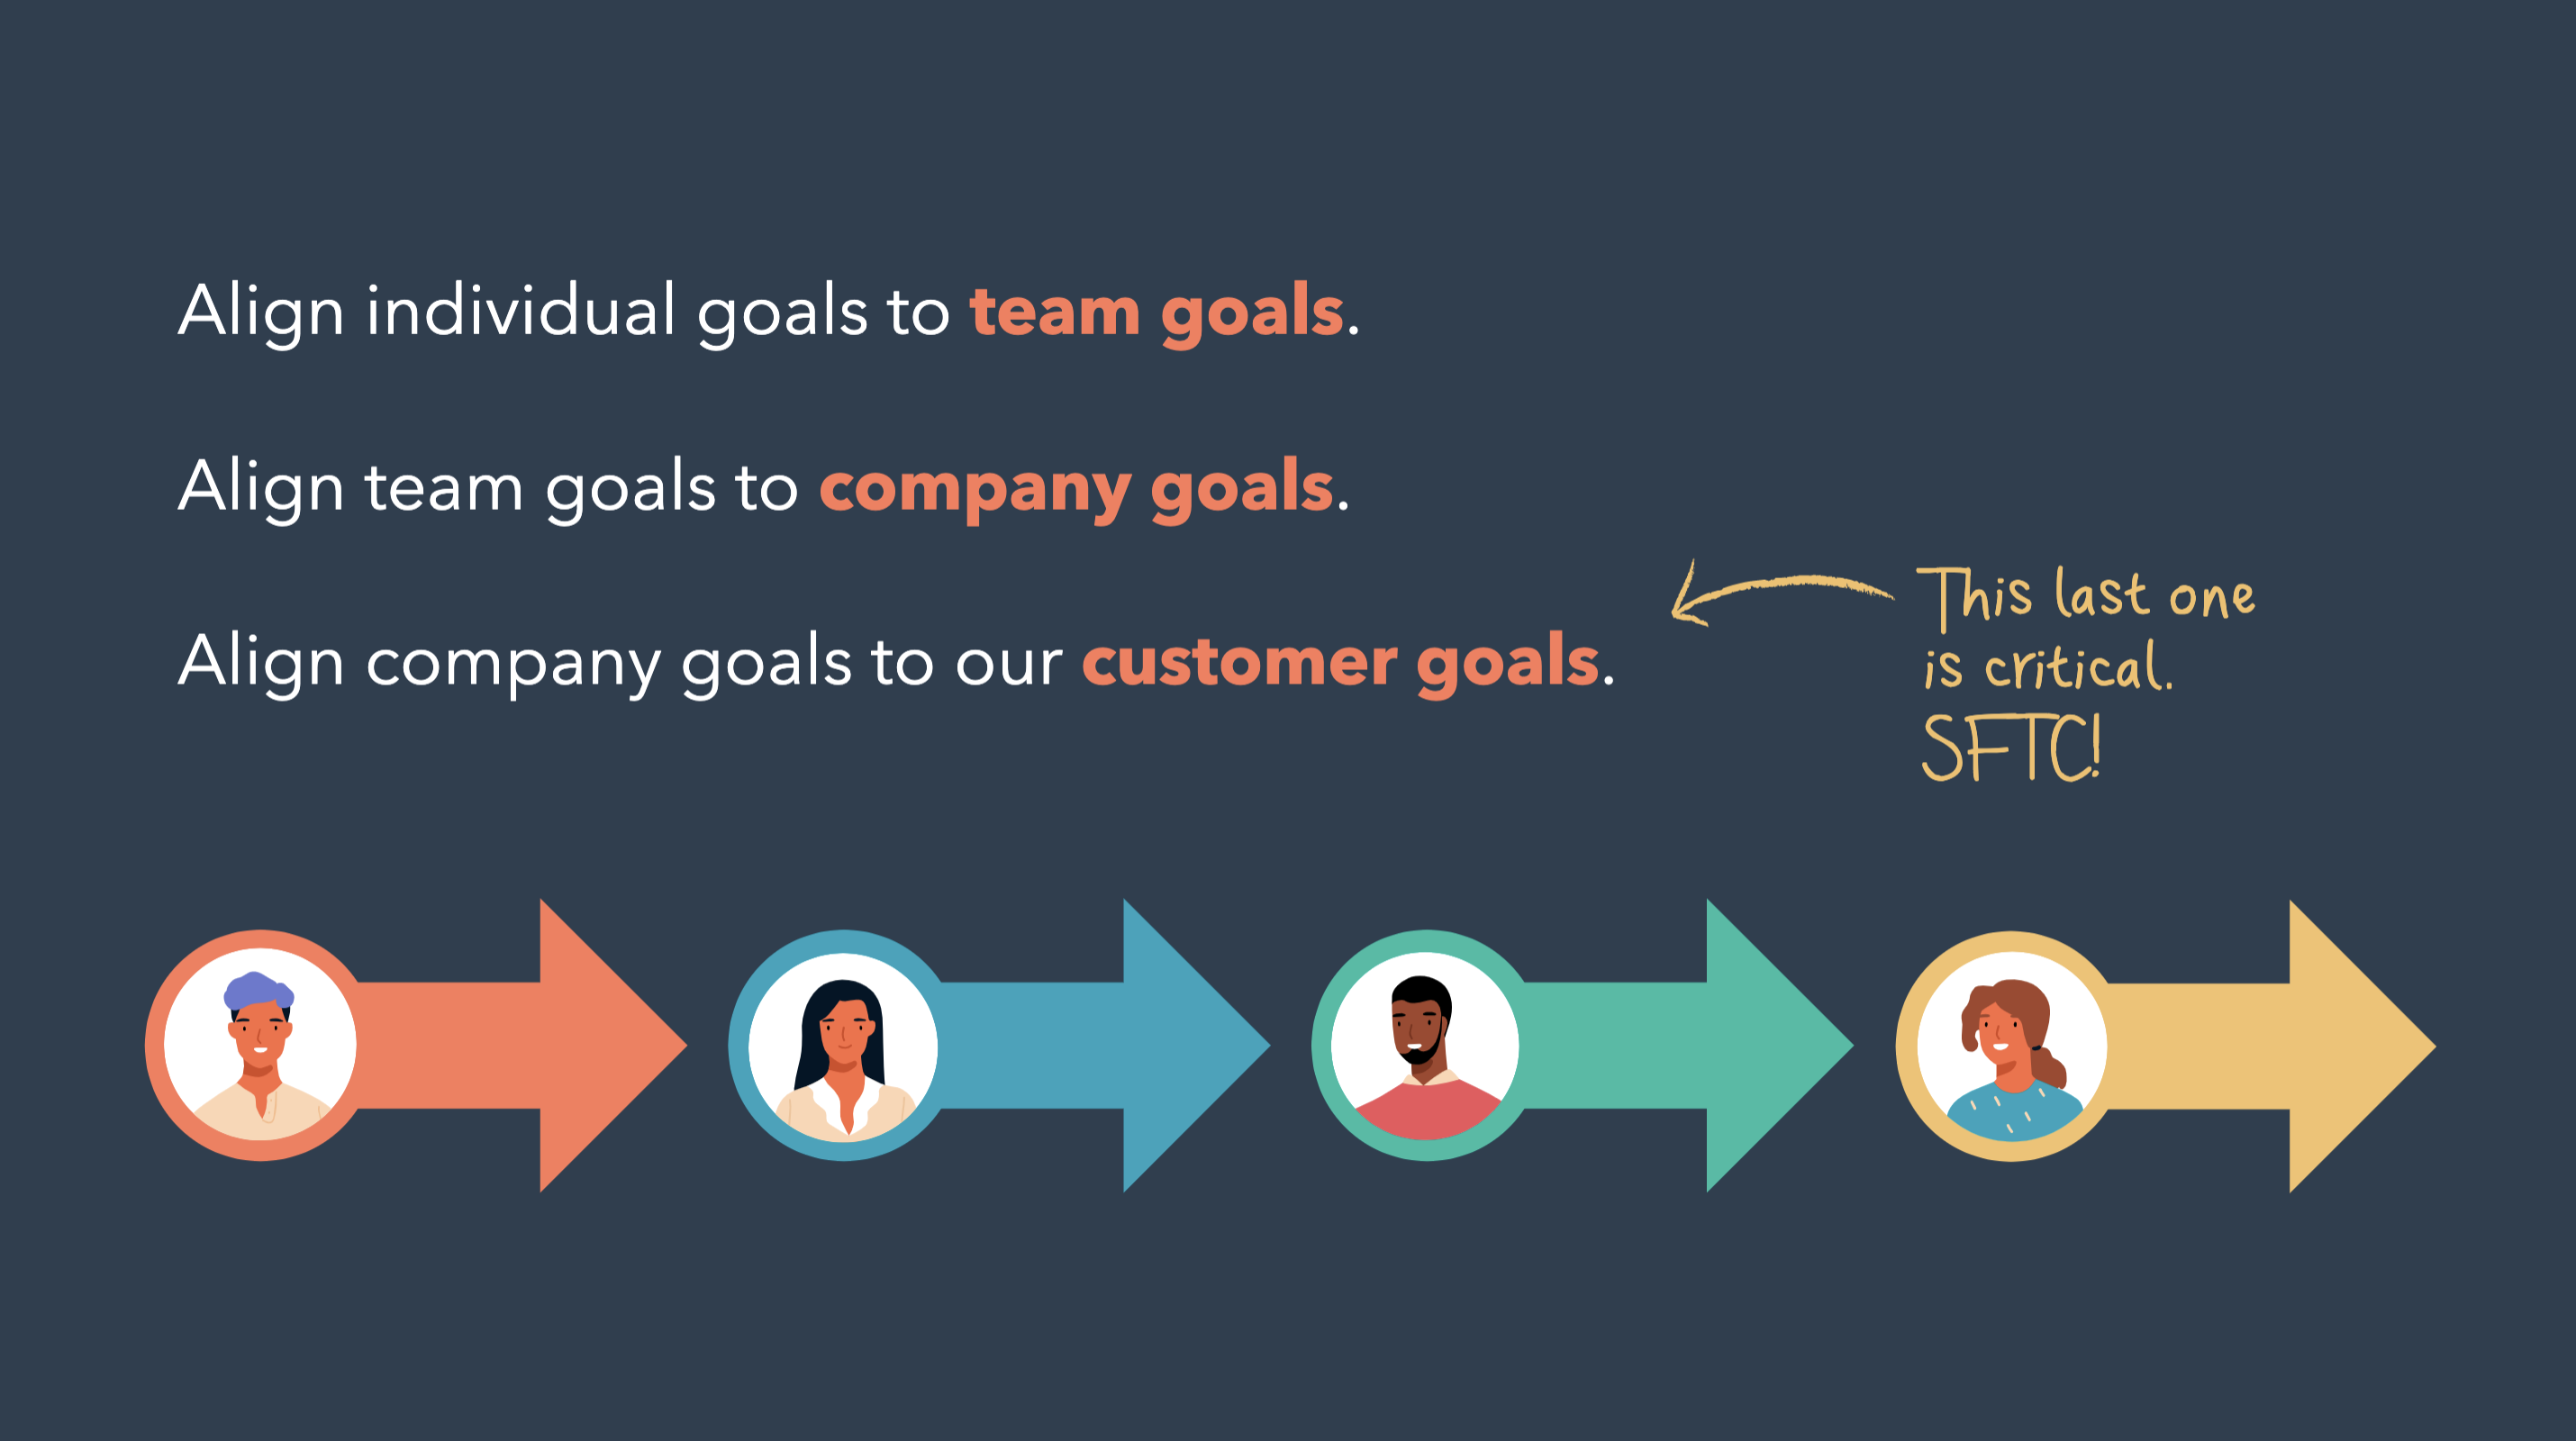 Align individual goals to team goals.
Align team goals to company goals.
Align company goals to our customer goals.
This last one
is critical.
SFTC!